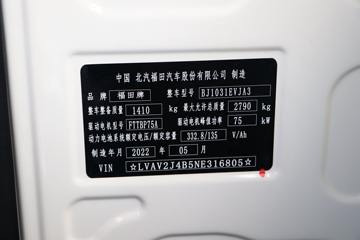 中国 北汽福田汽车股份有限公司 制造
品牌 福田牌 整车型号 BJ1031EVJA3
整车整备质量 1410 kg 最大允许总质量 2790 kg
驱动电机型号 FTTBP75A 驱动电机峰值功率 75 kW
动力电池系统额定电压/额定容量 332.8/135 V/Ah
制造年月 2022 年 05 月
VIN ☆LVAV2J4B5NE316805☆